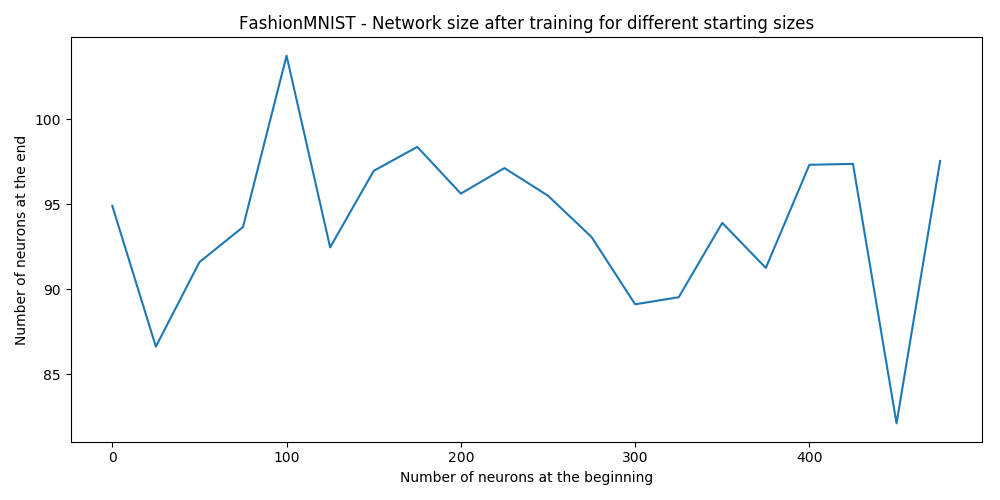 FashionMNIST - Network size after training for different starting sizes
Number of neurons at the end
100
95
90
85
0 100 200 300 400
Number of neurons at the beginning